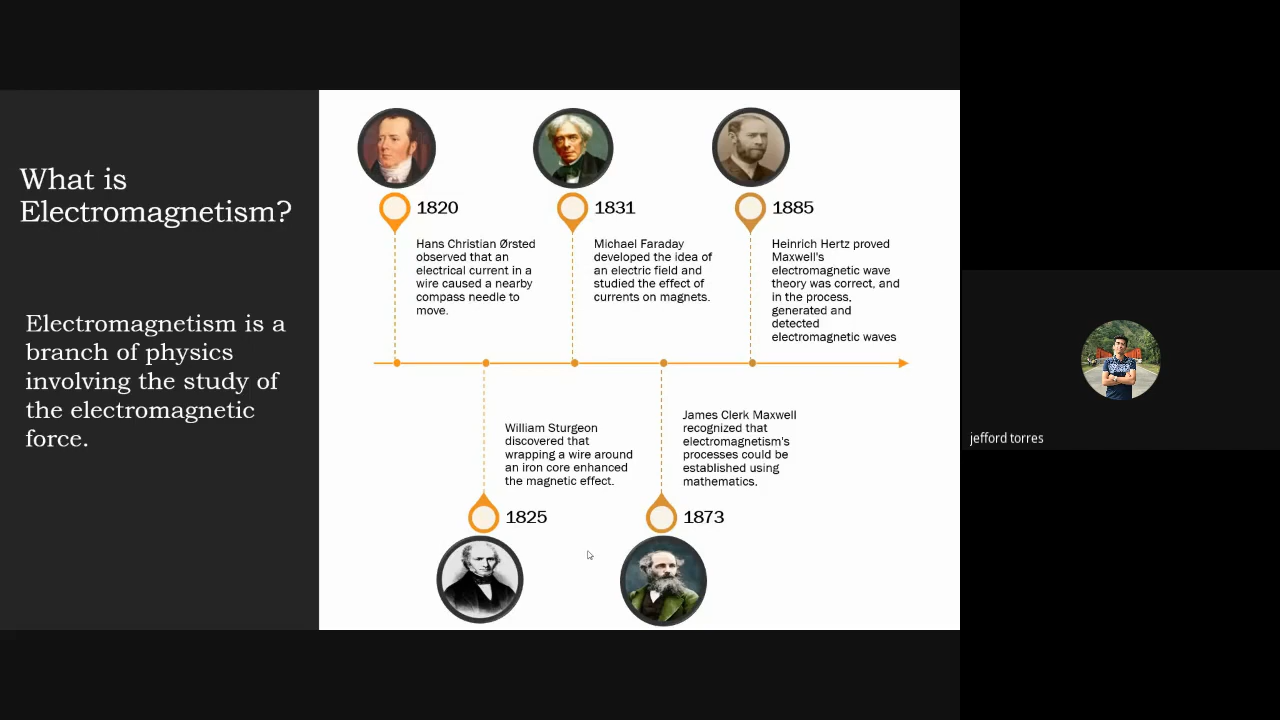 What is
Electromagnetism?
Electromagnetism is a
branch of physics
involving the study of
the electromagnetic
force.
1820
Hans Christian Ørsted
observed that an
electrical current in a
wire caused a nearby
compass needle to
move.
1831
Michael Faraday
developed the idea of
an electric field and
studied the effect of
currents on magnets.
1885
Heinrich Hertz proved
Maxwell's
electromagnetic wave
theory was correct, and
in the process,
generated and
detected
electromagnetic waves
William Sturgeon
discovered that
wrapping a wire around
an iron core enhanced
the magnetic effect.
1825
James Clerk Maxwell
recognized that
electromagnetism's
processes could be
established using
mathematics.
1873
jefford torres